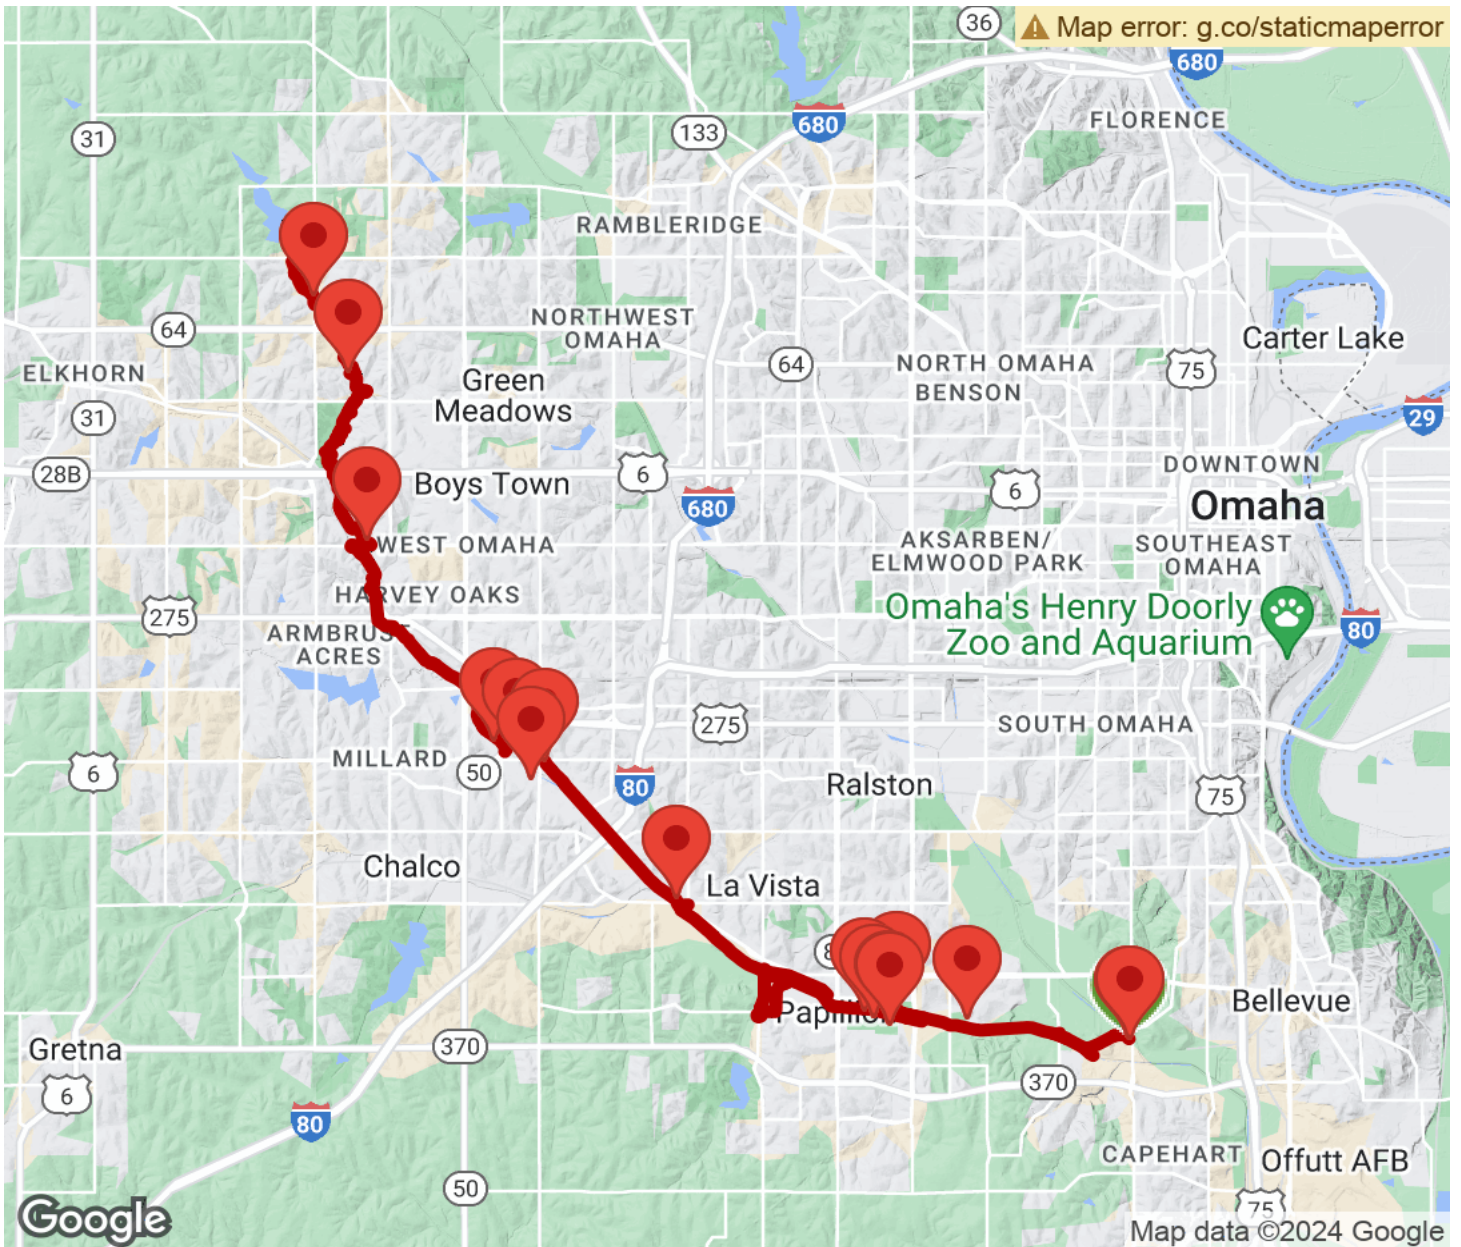 36
Map error: g.co/staticmaperror
680
FLORENCE
680
133
31
RAMBLERIDGE
NORTHWEST
OMAHA
64
Carter Lake
64
NORTH OMAHA
75
ELKHORN
Green
Meadows
BENSON
31
29
DOWNTOWN
28B
6
Boys Town
6
Omaha
680
WEST OMAHA
AKSARBEN/
ELMWOOD PARK
SOUTHEAST
OMAHA
HARVEY OAKS
Omaha's Henry Doorly
Zoo and Aquarium
275
80
ARMBRUST
ACRES
275
SOUTH OMAHA
MILLARD
50
6
80
Ralston
75
Chalco
La Vista
8
Papillion
Bellevue
Gretna
370
370
6
80
CAPEHART
Offutt AFB
50
75
Google
Map data ©2024 Google